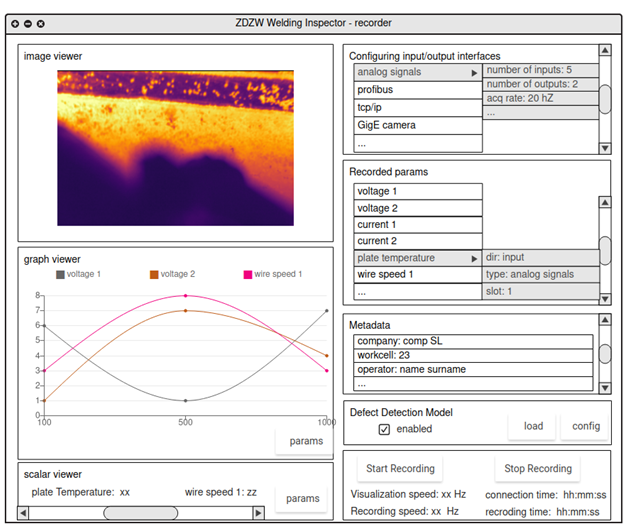 ZDZW Welding Inspector - recorder
image viewer
graph viewer
voltage 1
voltage 2
wire speed 1
8
7
6
5
4
3
2
1
0
100
500
1000
params
scalar viewer
plate Temperature: xx
wire speed 1: zz
params
Configuring input/output interfaces
analog signals
number of inputs: 5
number of outputs: 2
acq rate: 20 hZ
...
profibus
tcp/ip
GigE camera
...
Recorded params
voltage 1
voltage 2
current 1
current 2
plate temperature
dir: input
wire speed 1
type: analog signals
...
slot: 1
Metadata
company: comp SL
workcell: 23
operator: name surname
...
Defect Detection Model
enabled
load
config
Start Recording
Stop Recording
Visualization speed: xx Hz
connection time: hh:mm:ss
Recording speed: xx Hz
recroding time: hh:mm:ss